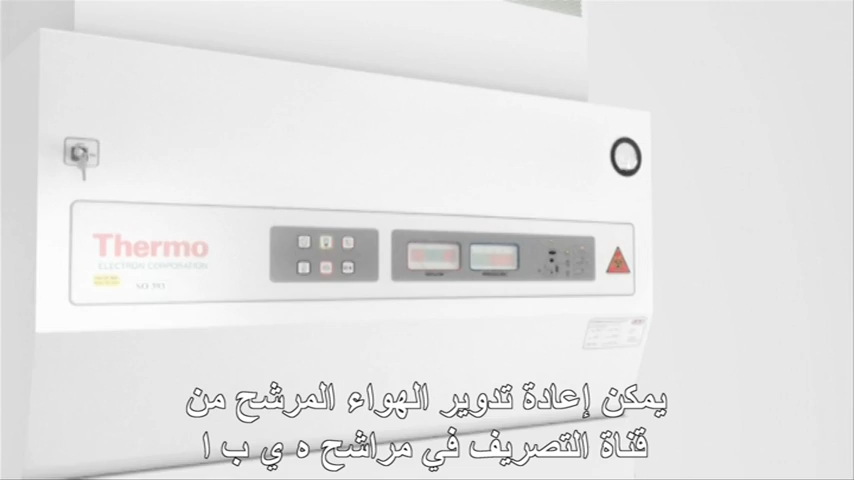 Thermo
ELECTRON CORPORATION
يمكن إعادة تدوير الهواء المرشح من
قناة التصريف في مراشح ه ي ب ا